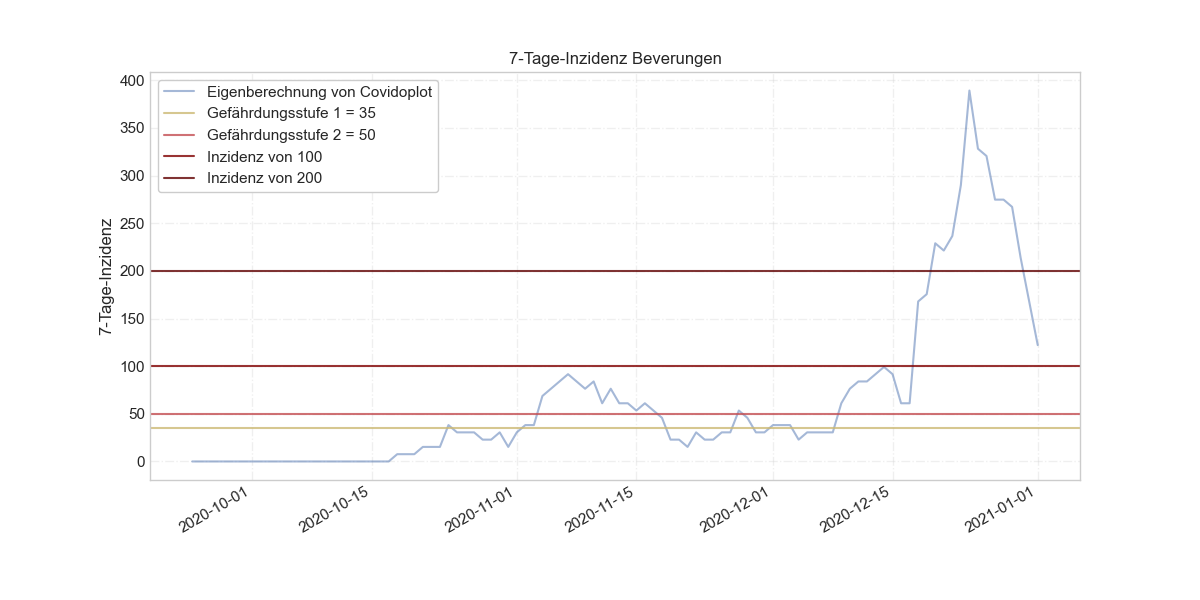 7-Tage-Inzidenz Beverungen
Eigenberechnung von Covidoplot
Gefährdungsstufe 1 = 35
Gefährdungsstufe 2 = 50
Inzidenz von 100
Inzidenz von 200
7-Tage-Inzidenz
400
350
300
250
200
150
100
50
0
2020-10-01
2020-10-15
2020-11-01
2020-11-15
2020-12-01
2020-12-15
2021-01-01